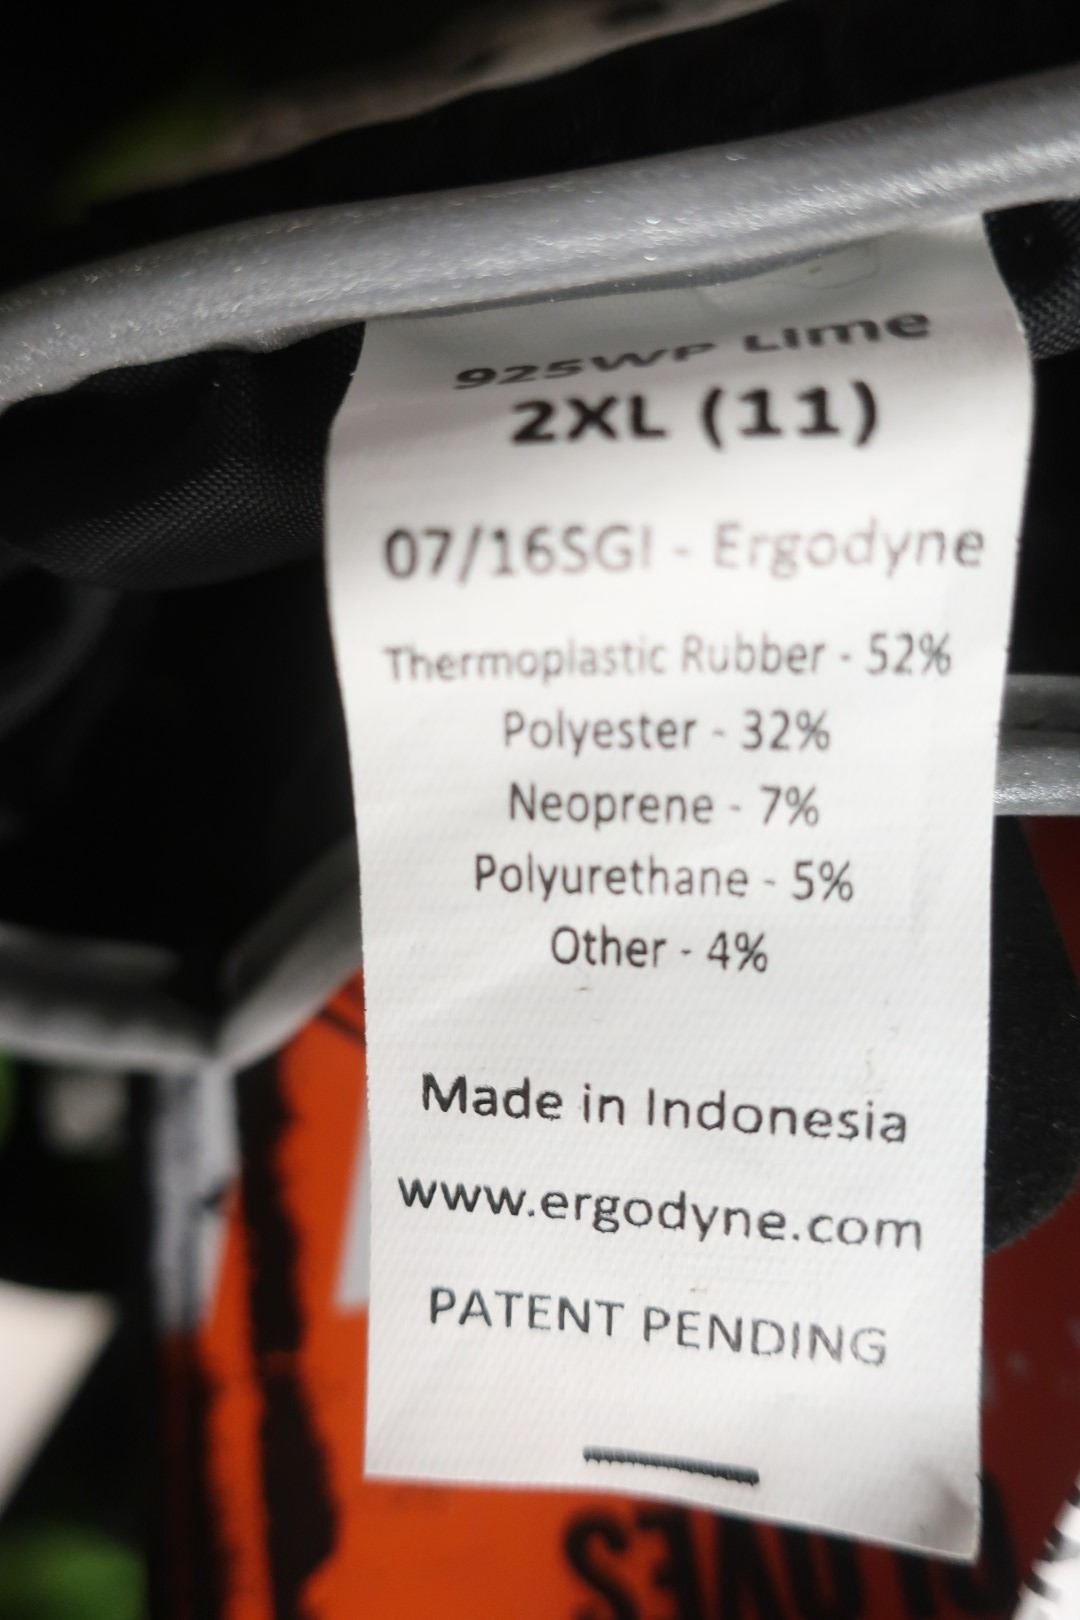 925WP Lime
2XL (11)
07/16SGI - Ergodyne
Thermoplastic Rubber - 52%
Polyester - 32%
Neoprene - 7%
Polyurethane - 5%
Other - 4%
Made in Indonesia
www.ergodyne.com
PATENT PENDING
GLOVES